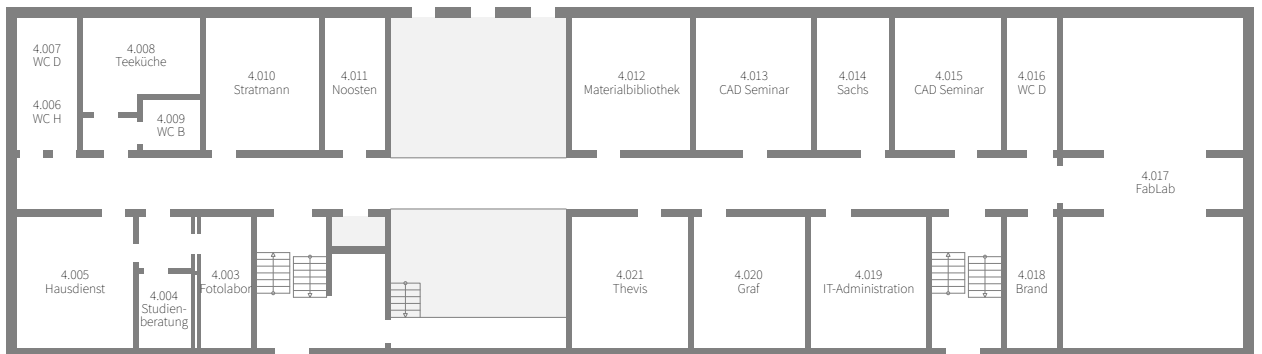 4.007
WC D
4.006
WC H
4.008
Teeküche
4.009
WC B
4.010
Stratmann
4.011
Noosten
4.012
Materialbibliothek
4.013
CAD Seminar
4.014
Sachs
4.015
CAD Seminar
4.016
WC D
4.017
FabLab
4.005
Hausdienst
4.004
Studien-
beratung
4.003
Fotolabor
4.021
Thevis
4.020
Graf
4.019
IT-Administration
4.018
Brand